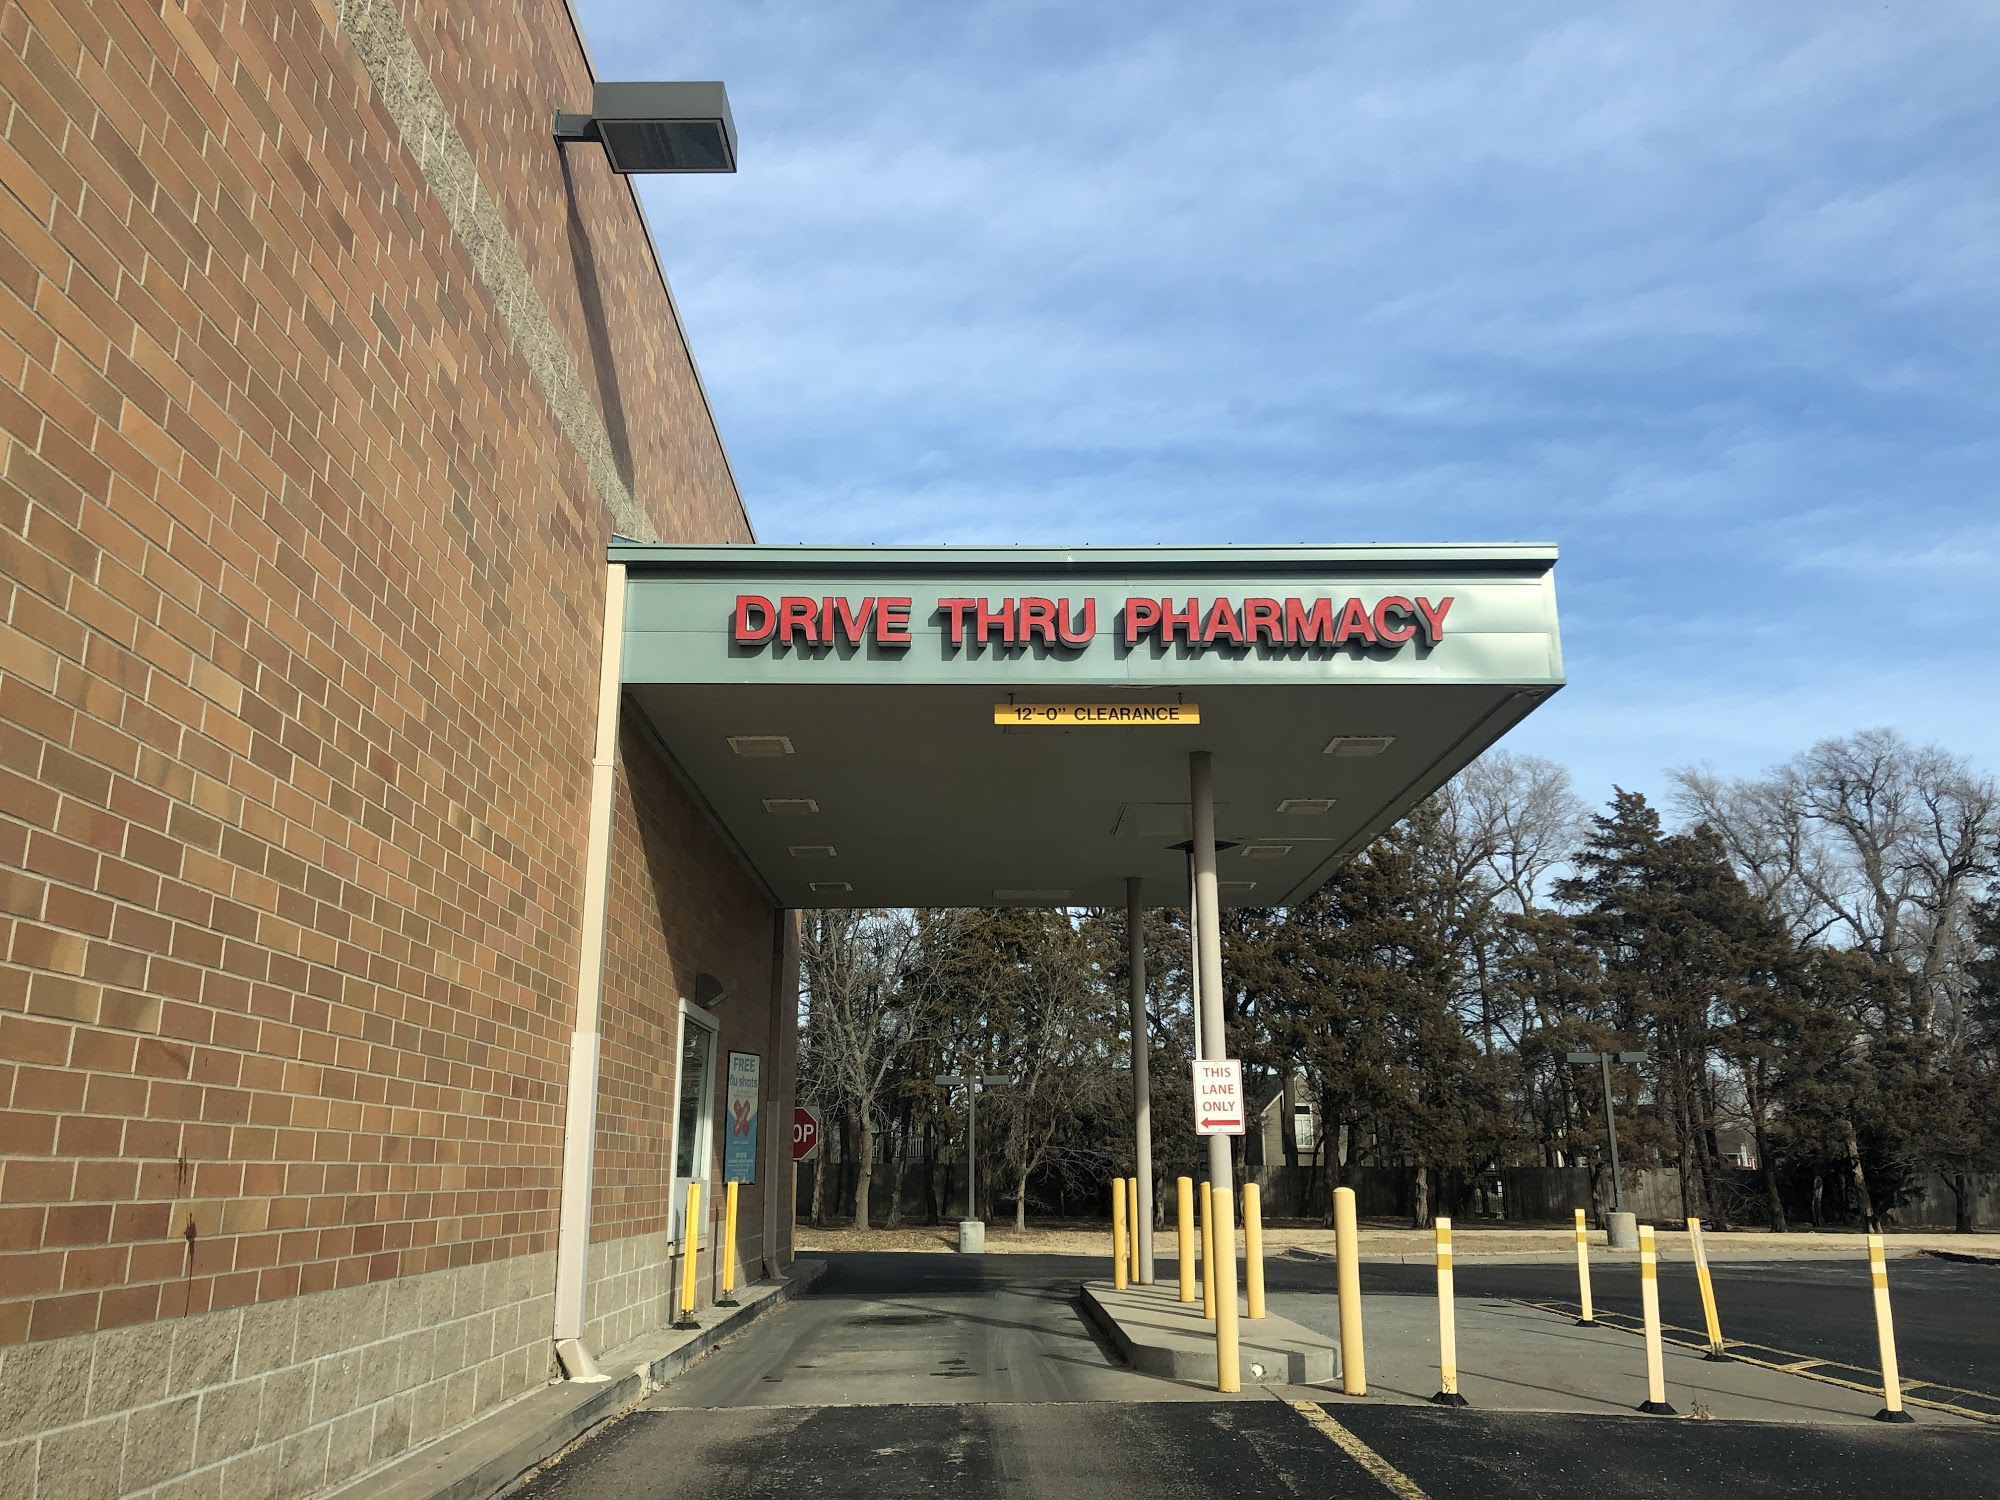 DRIVE THRU PHARMACY
12'-0" CLEARANCE
THIS
LANE
ONLY
FREE
flu shots
OP